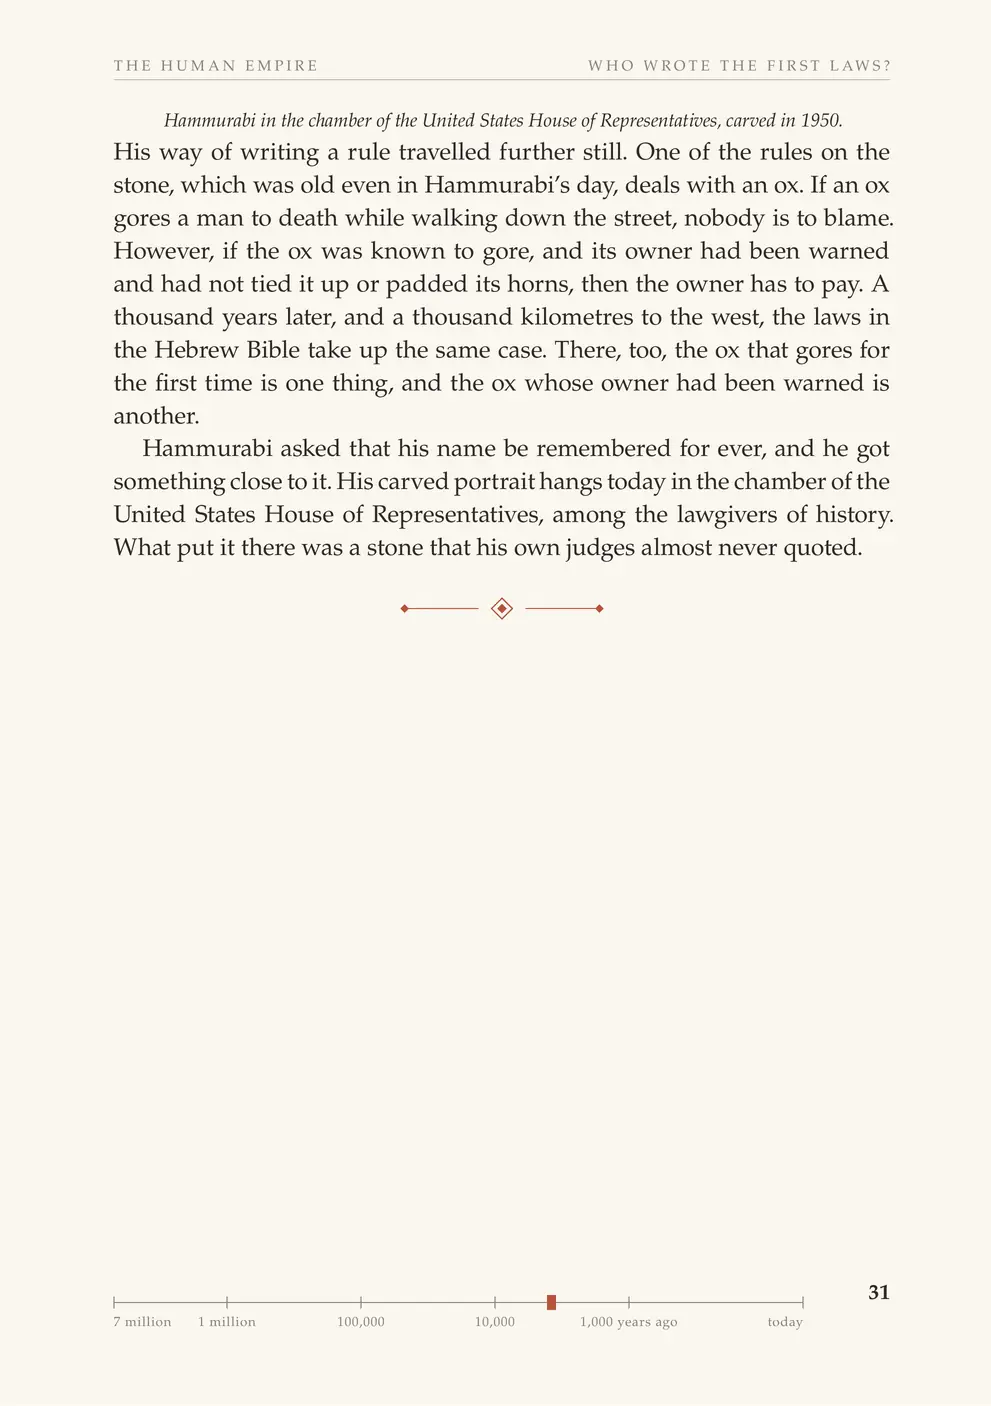 THE HUMAN EMPIRE
WHO WROTE THE FIRST LAWS?
Hammurabi in the chamber of the United States House of Representatives, carved in 1950.
His way of writing a rule travelled further still. One of the rules on the
stone, which was old even in Hammurabi’s day, deals with an ox. If an ox
gores a man to death while walking down the street, nobody is to blame.
However, if the ox was known to gore, and its owner had been warned
and had not tied it up or padded its horns, then the owner has to pay. A
thousand years later, and a thousand kilometres to the west, the laws in
the Hebrew Bible take up the same case. There, too, the ox that gores for
the first time is one thing, and the ox whose owner had been warned is
another.
Hammurabi asked that his name be remembered for ever, and he got
something close to it. His carved portrait hangs today in the chamber of the
United States House of Representatives, among the lawgivers of history.
What put it there was a stone that his own judges almost never quoted.
31
7 million 1 million 100,000 10,000 1,000 years ago today